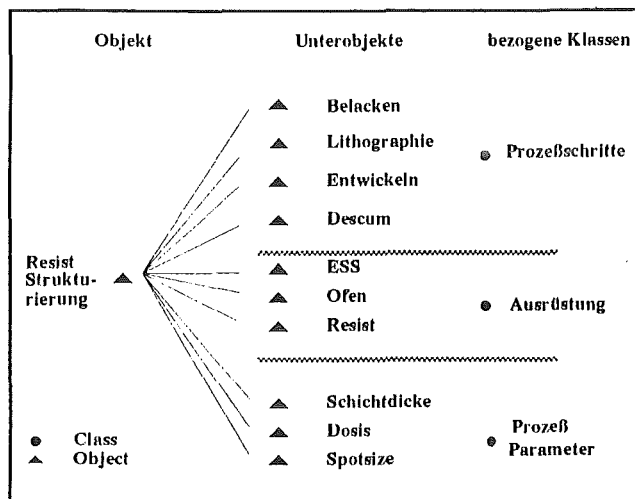 Objekt
Unterobjekte
bezogene Klassen
Belacken
Lithographie
Entwickeln
Descum
Prozeßschritte
Resist
Struktu-
rierung
ESS
Ofen
Resist
Ausrüstung
Schichtdicke
Dosis
Spotsize
Prozeß
Parameter
Class
Object